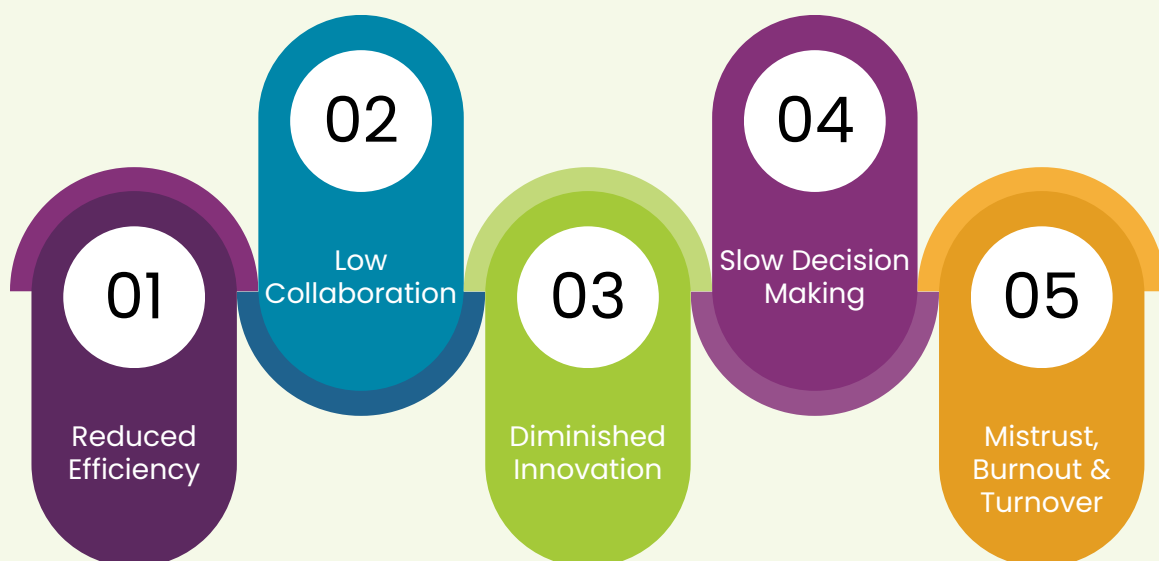 01
Reduced
Efficiency
02
Low
Collaboration
03
Diminished
Innovation
04
Slow Decision
Making
05
Mistrust,
Burnout &
Turnover